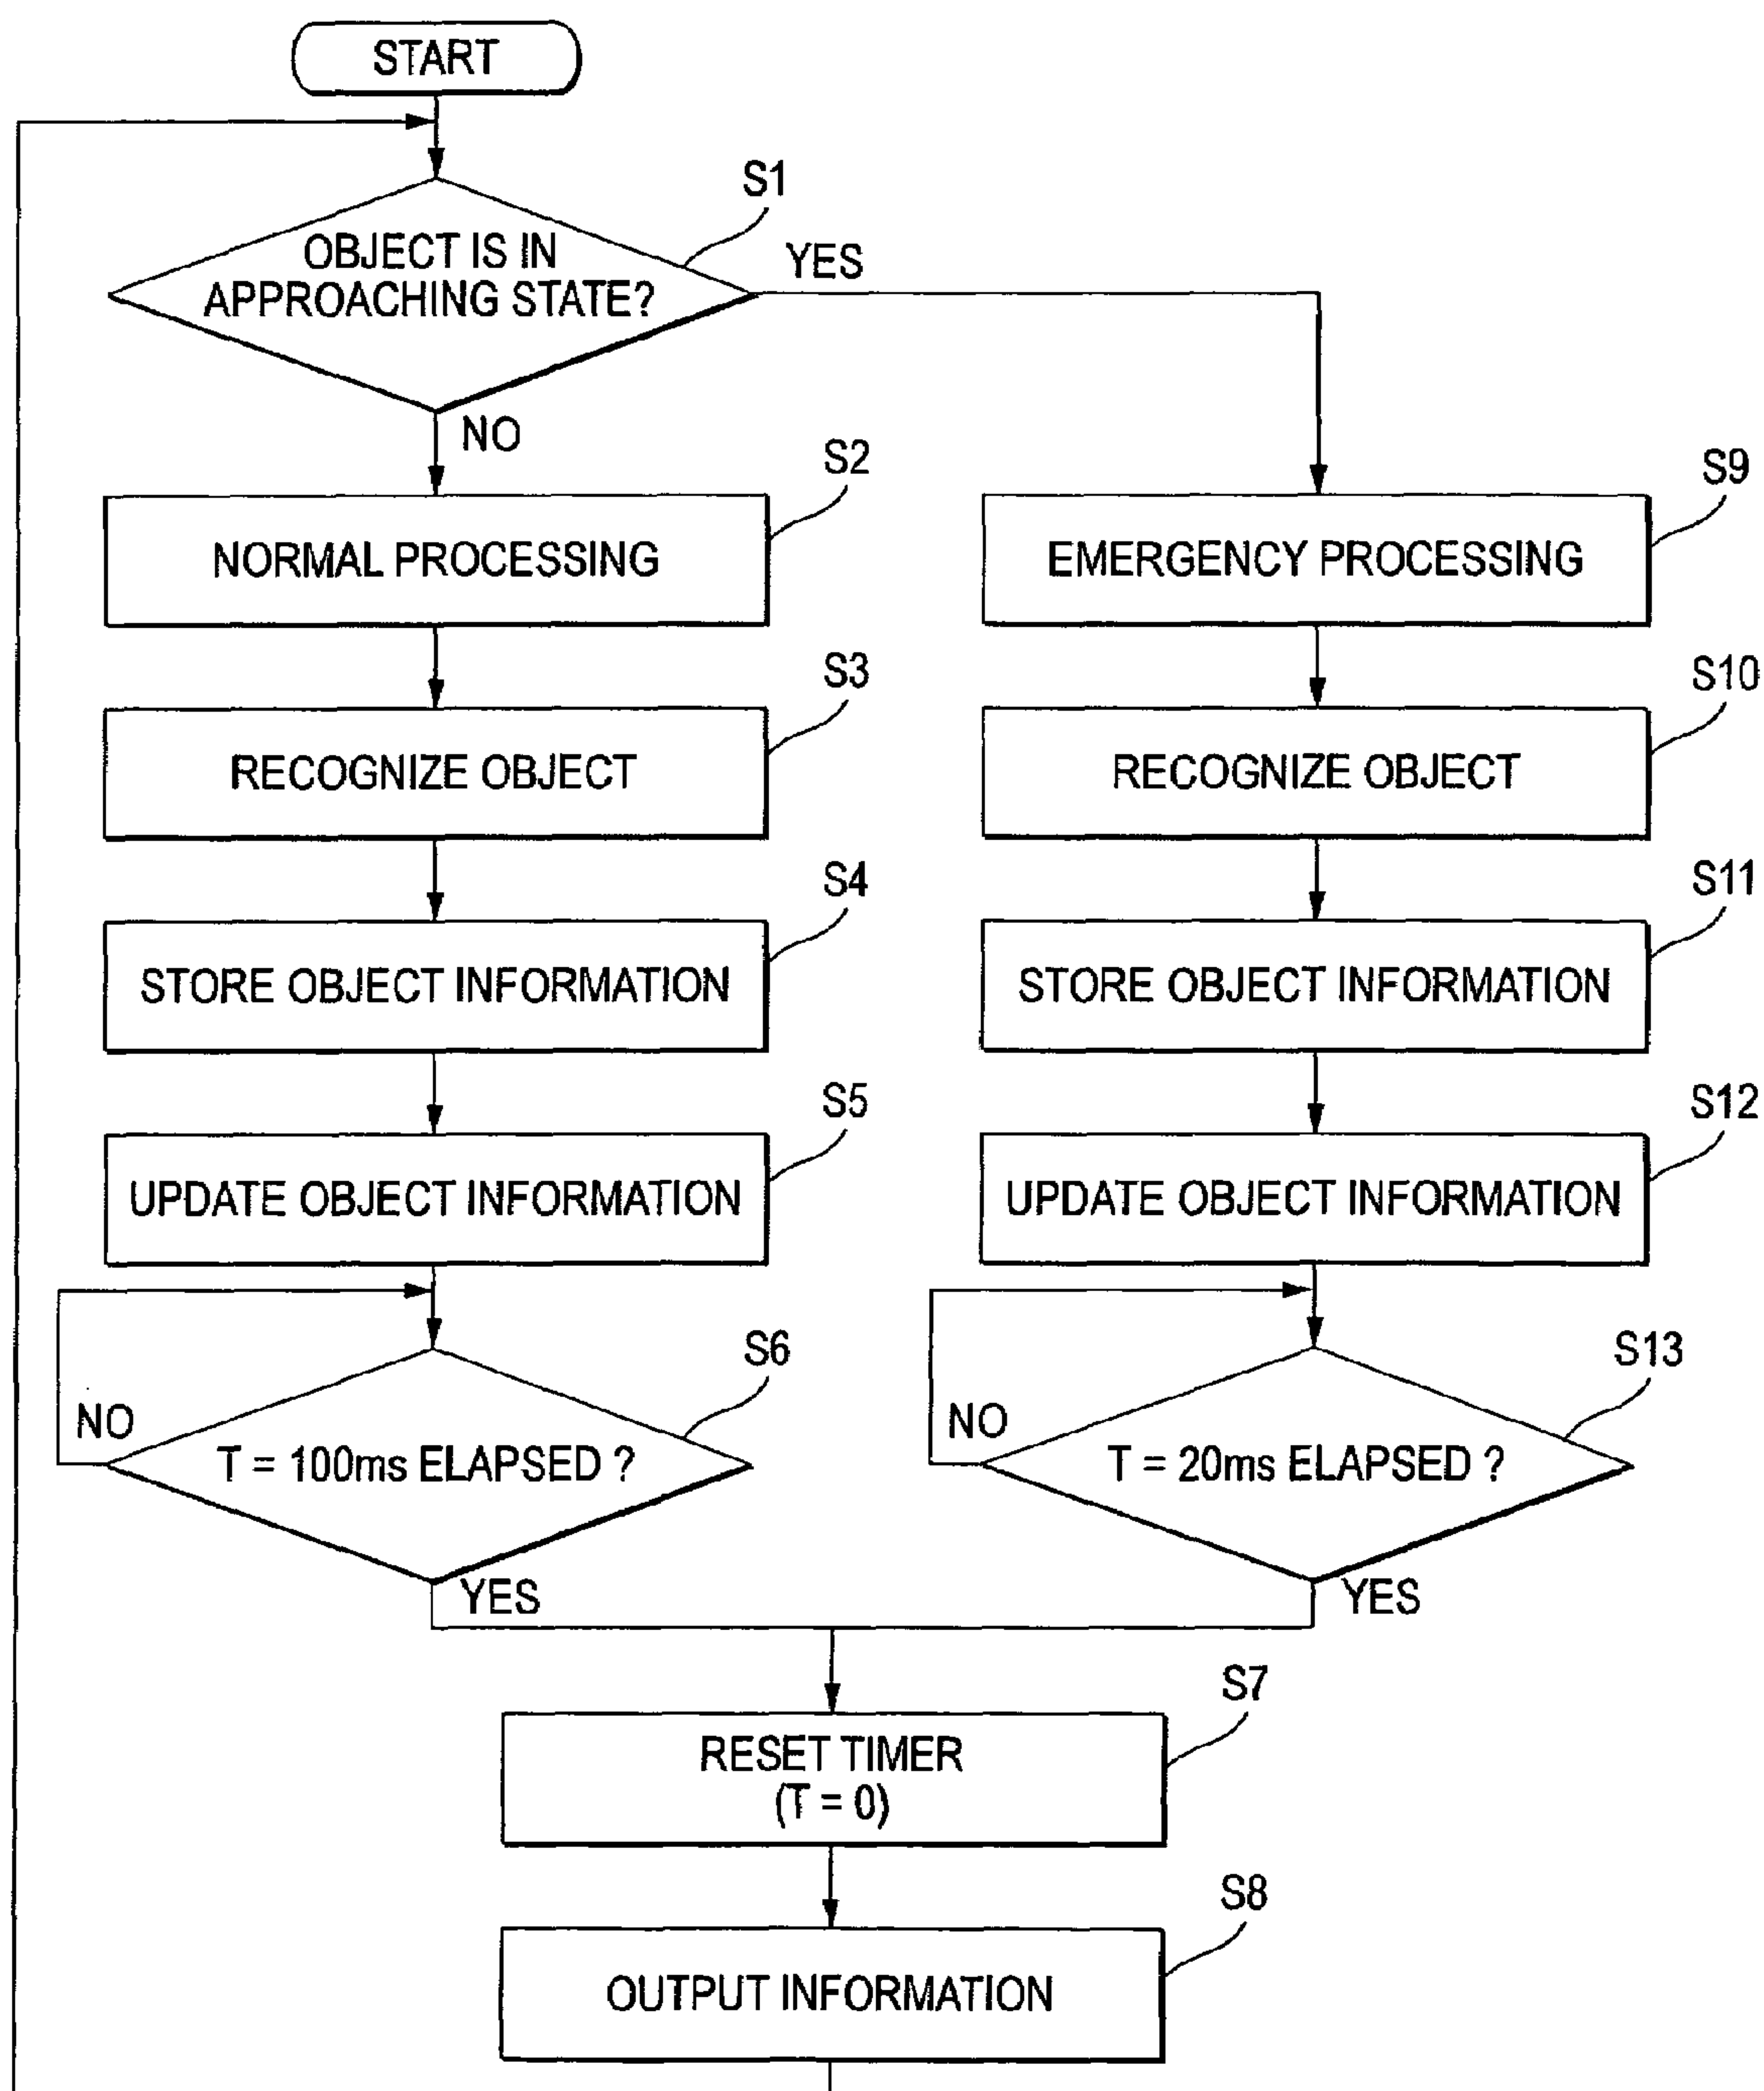 START
S1
OBJECT IS IN
APPROACHING STATE?
YES
NO
S2
NORMAL PROCESSING
S9
EMERGENCY PROCESSING
S3
RECOGNIZE OBJECT
S10
RECOGNIZE OBJECT
S4
STORE OBJECT INFORMATION
S11
STORE OBJECT INFORMATION
S5
UPDATE OBJECT INFORMATION
S12
UPDATE OBJECT INFORMATION
S6
NO
T = 100ms ELAPSED ?
YES
S13
NO
T = 20ms ELAPSED ?
YES
S7
RESET TIMER
(T = 0)
S8
OUTPUT INFORMATION